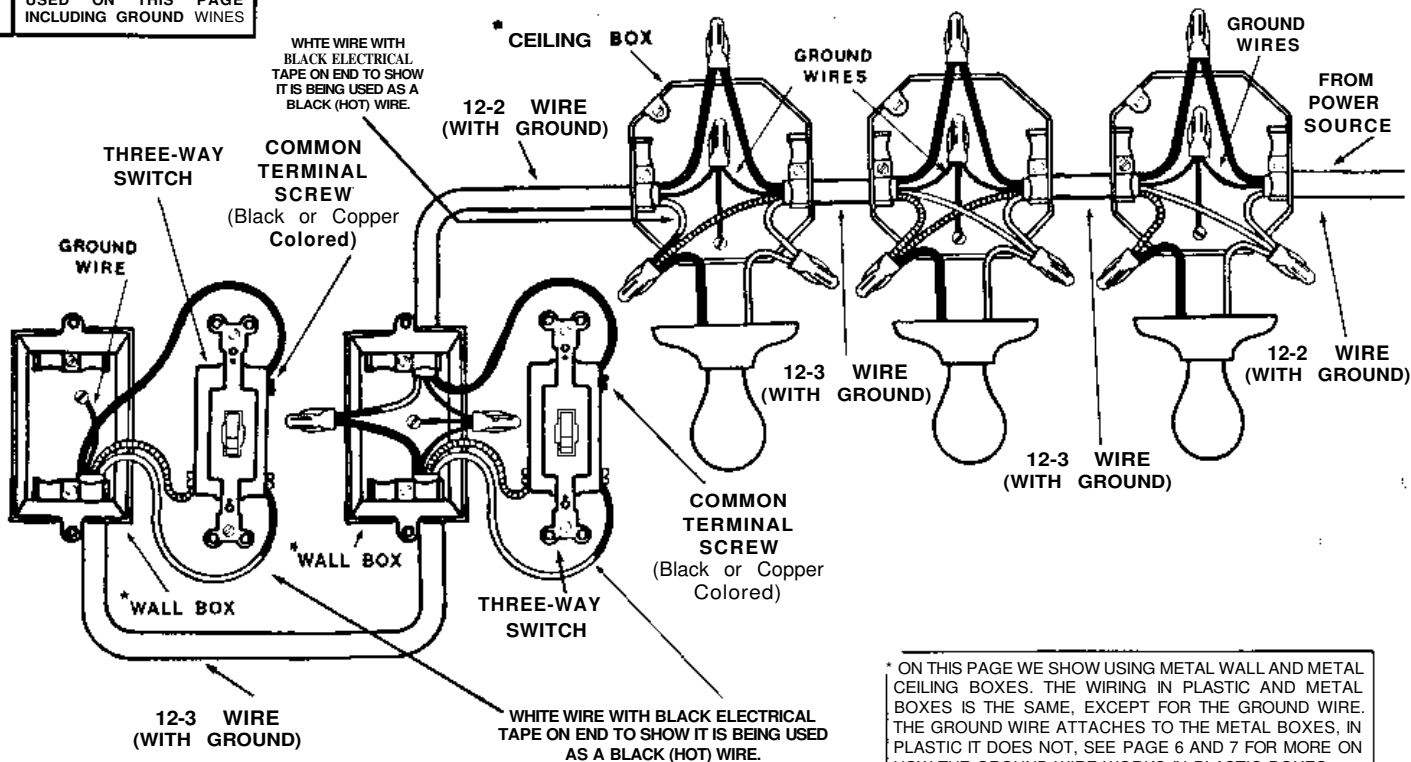 USED ON THIS PAGE
INCLUDING GROUND WINES
WHTE WIRE WITH
BLACK ELECTRICAL
TAPE ON END TO SHOW
IT IS BEING USED AS A
BLACK (HOT) WIRE.
* CEILING BOX
GROUND
WIRES
GROUND
WIRES
FROM
POWER
SOURCE
12-2 WIRE
(WITH GROUND)
THREE-WAY
SWITCH
COMMON
TERMINAL
SCREW
(Black or Copper
Colored)
GROUND
WIRE
12-3 WIRE
(WITH GROUND)
12-2 WIRE
(WITH GROUND)
12-3 WIRE
(WITH GROUND)
COMMON
TERMINAL
SCREW
(Black or Copper
Colored)
*WALL BOX
*WALL BOX
THREE-WAY
SWITCH
12-3 WIRE
(WITH GROUND)
WHITE WIRE WITH BLACK ELECTRICAL
TAPE ON END TO SHOW IT IS BEING USED
AS A BLACK (HOT) WIRE.
* ON THIS PAGE WE SHOW USING METAL WALL AND METAL
CEILING BOXES. THE WIRING IN PLASTIC AND METAL
BOXES IS THE SAME, EXCEPT FOR THE GROUND WIRE.
THE GROUND WIRE ATTACHES TO THE METAL BOXES, IN
PLASTIC IT DOES NOT, SEE PAGE 6 AND 7 FOR MORE ON